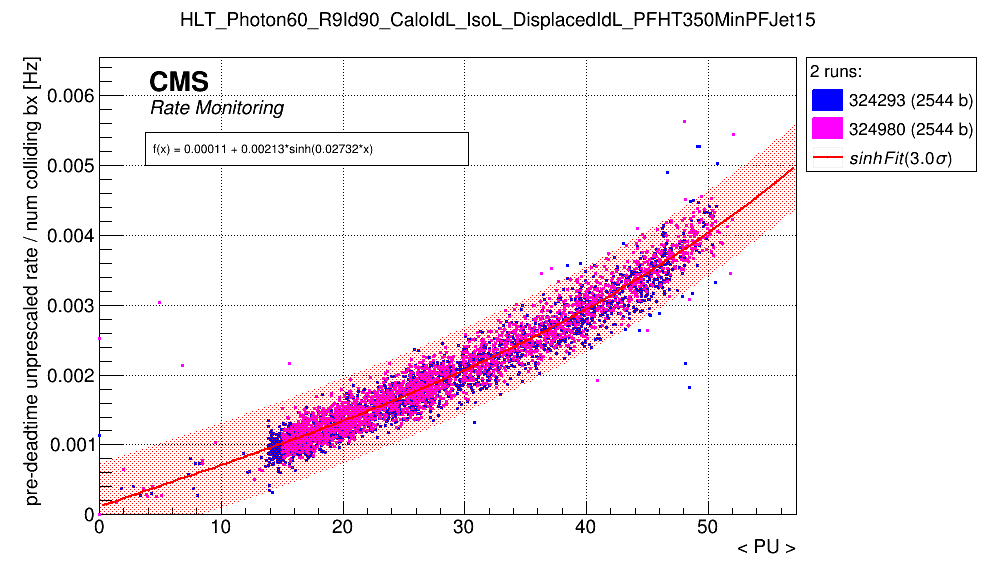 HLT_Photon60_R9Id90_CaloIdL_IsoL_DisplacedIdL_PFHT350MinPFJet15
pre-deadtime unprescaled rate / num colliding bx [Hz]
CMS
Rate Monitoring
f(x) = 0.00011 + 0.00213*sinh(0.02732*x)
0.006
0.005
0.004
0.003
0.002
0.001
0
0 10 20 30 40 50
< PU >
2 runs:
324293 (2544 b)
324980 (2544 b)
sinhFit(3.0σ)